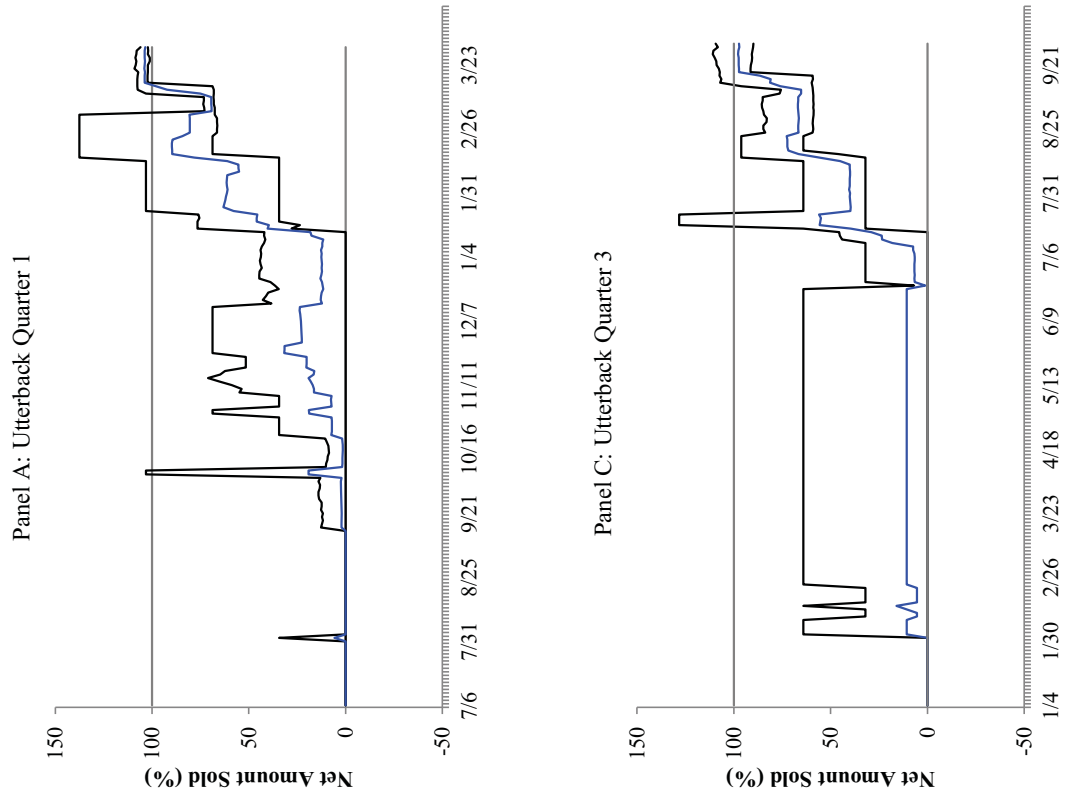 Panel A: Utterback Quarter 1
Net Amount Sold (%)
150
100
50
0
-50
7/6 7/31 8/25 9/21 10/16 11/11 12/7 1/4 1/31 2/26 3/23
Panel C: Utterback Quarter 3
Net Amount Sold (%)
150
100
50
0
-50
1/4 1/30 2/26 3/23 4/18 5/13 6/9 7/6 7/31 8/25 9/21